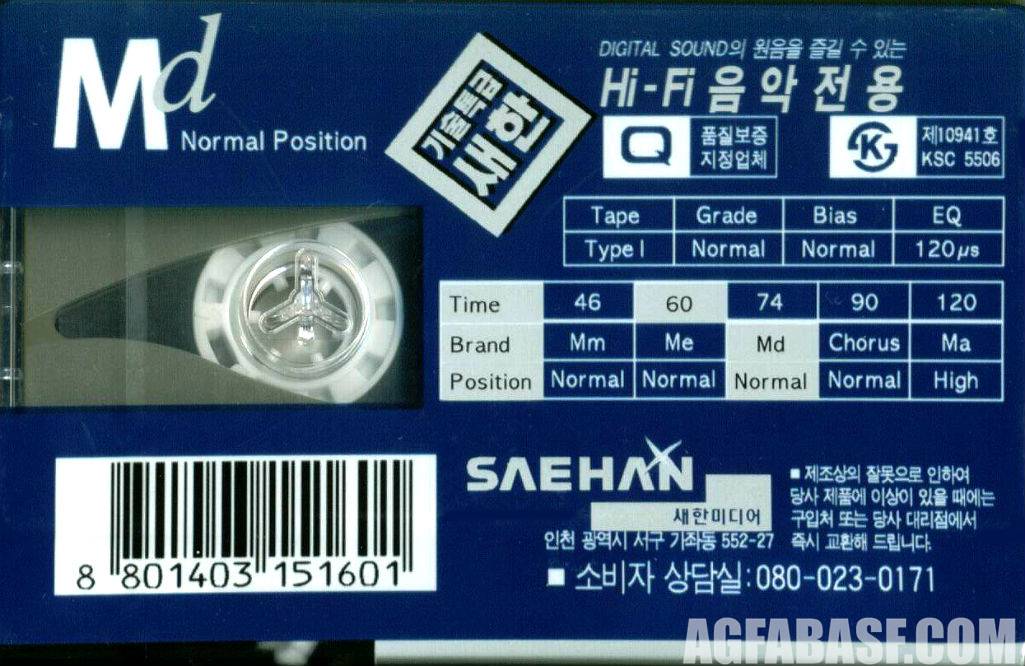 Md
Normal Position
기술특급
새한
DIGITAL SOUND의 원음을 즐길 수 있는
Hi-Fi 음악전용
Q 품질보증
지정업체
K 제10941호
KSC 5506
Tape Grade Bias EQ
Type I Normal Normal 120µs
Time 46 60 74 90 120
Brand Mm Me Md Chorus Ma
Position Normal Normal Normal Normal High
SAEHAN
새한미디어
인천 광역시 서구 가좌동 552-27
■ 제조상의 잘못으로 인하여
당사 제품에 이상이 있을 때에는
구입처 또는 당사 대리점에서
즉시 교환해 드립니다.
■ 소비자 상담실:080-023-0171
8 801403 151601
AGFABASE.COM